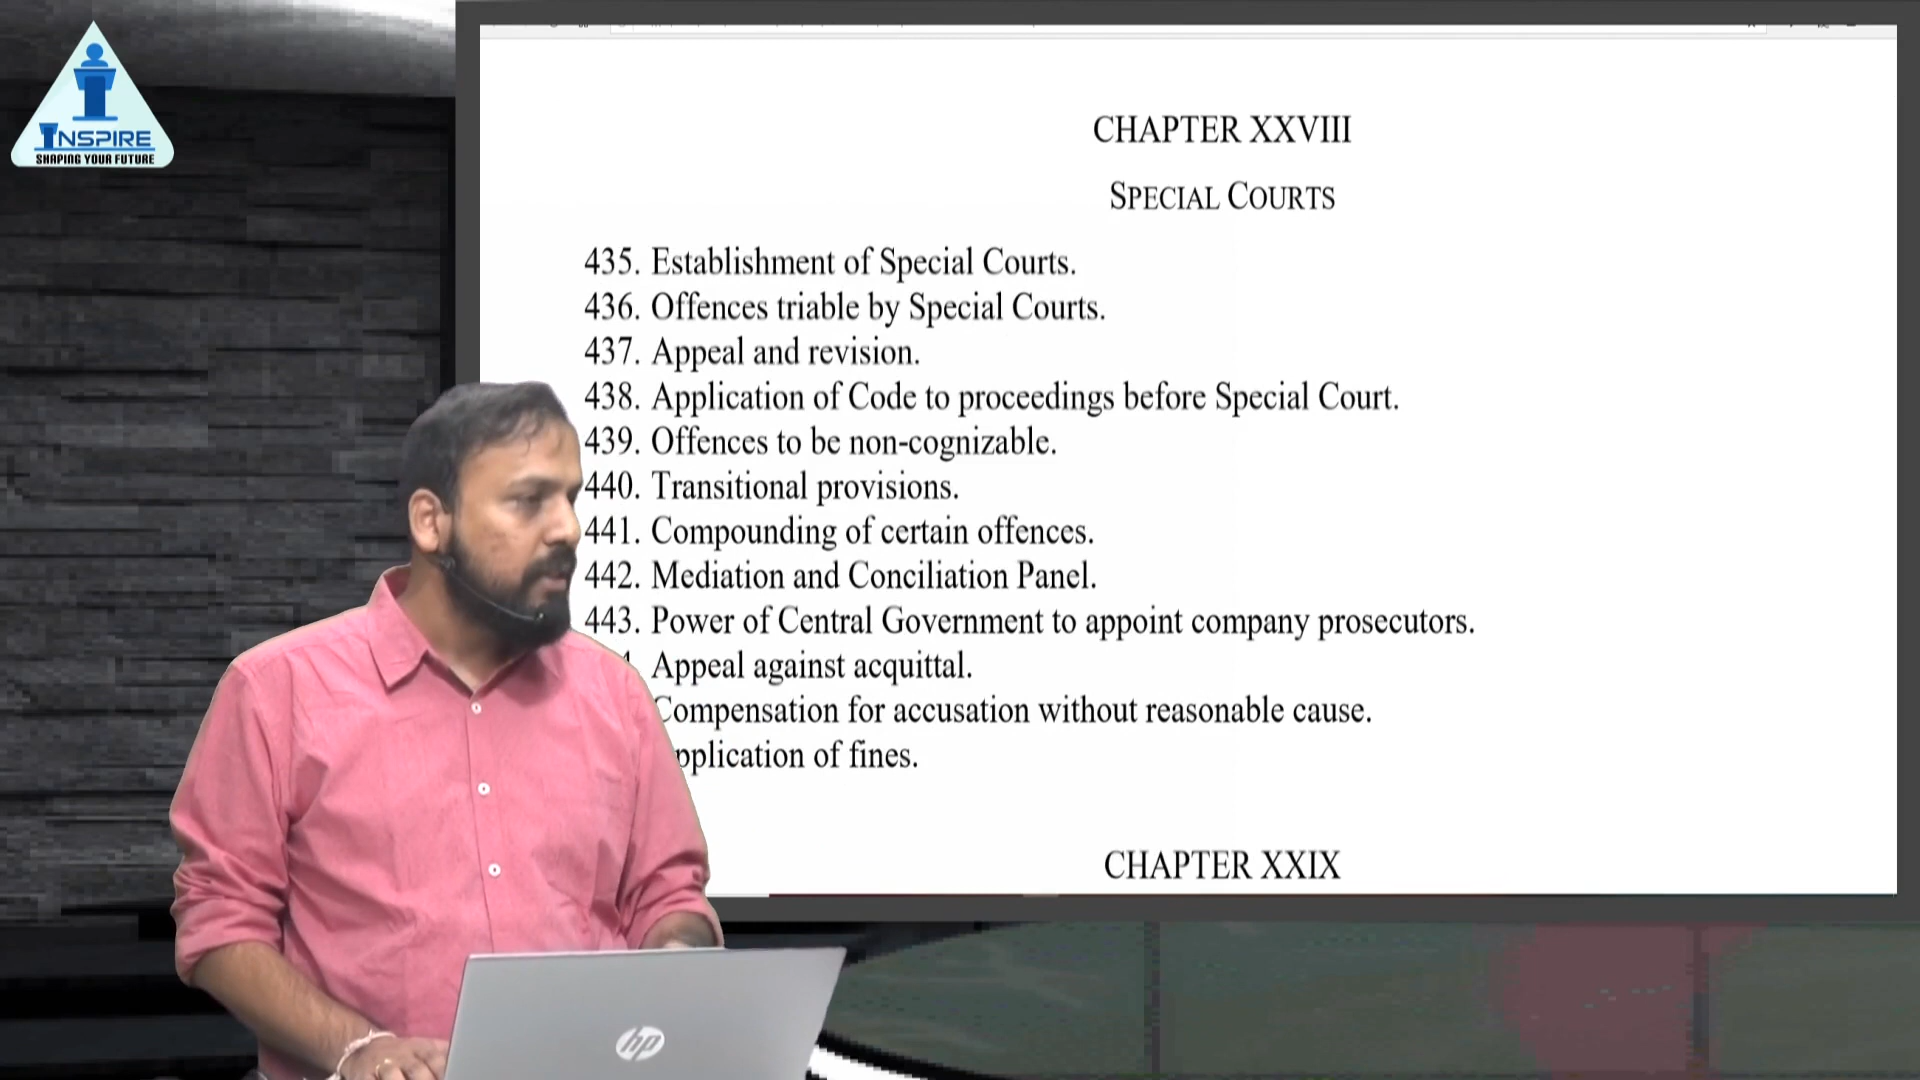 INSPIRE
SHAPING YOUR FUTURE
CHAPTER XXVIII
SPECIAL COURTS
435. Establishment of Special Courts.
436. Offences triable by Special Courts.
437. Appeal and revision.
438. Application of Code to proceedings before Special Court.
439. Offences to be non-cognizable.
440. Transitional provisions.
441. Compounding of certain offences.
442. Mediation and Conciliation Panel.
443. Power of Central Government to appoint company prosecutors.
Appeal against acquittal.
Compensation for accusation without reasonable cause.
pplication of fines.
CHAPTER XXIX
hp